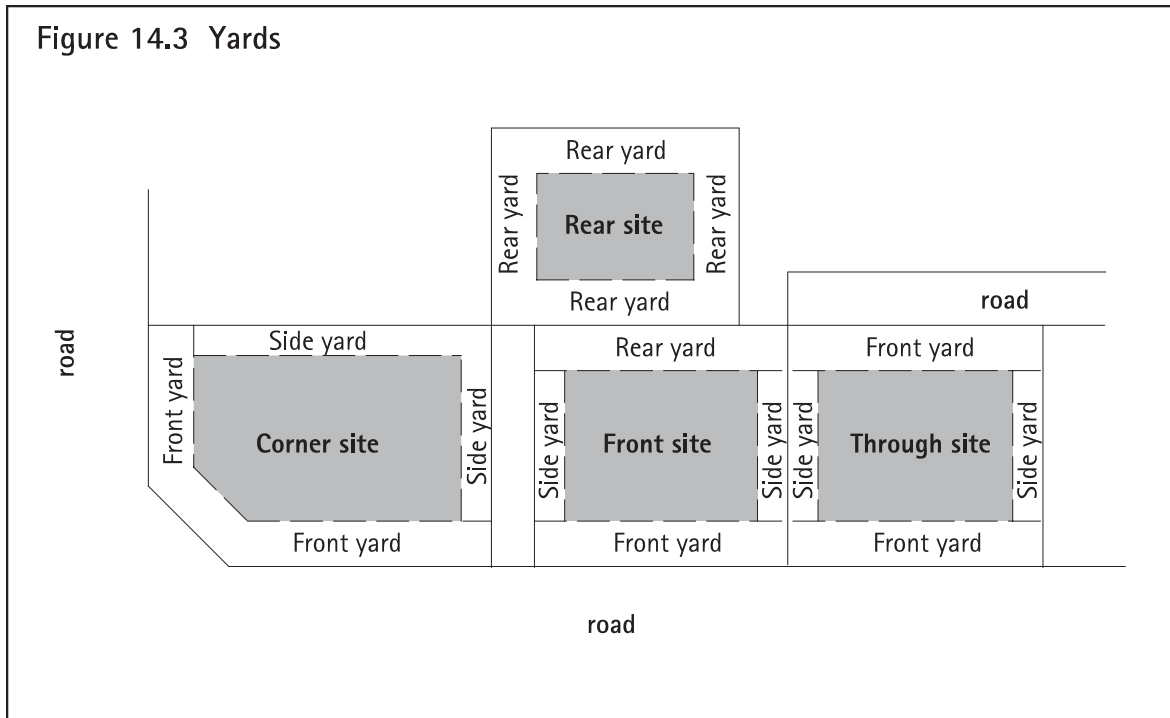 Figure 14.3 Yards
Rear yard
Rear yard
Rear site
Rear yard
Rear yard
road
road
Side yard
Front yard
Corner site
Side yard
Front yard
Rear yard
Side yard
Front site
Side yard
Front yard
Front yard
Side yard
Through site
Side yard
Front yard
road